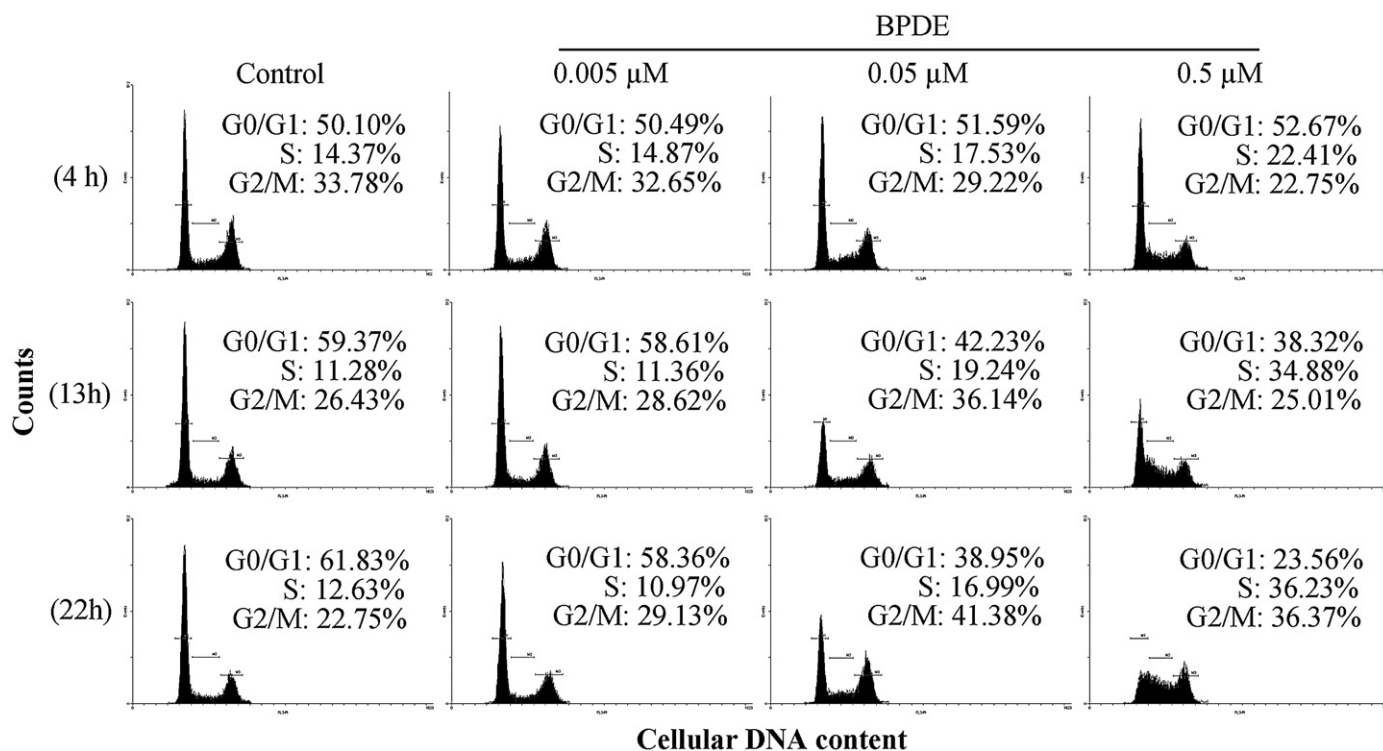 BPDE
Control
0.005 µM
0.05 µM
0.5 µM
(4 h)
G0/G1: 50.10%
S: 14.37%
G2/M: 33.78%
G0/G1: 50.49%
S: 14.87%
G2/M: 32.65%
G0/G1: 51.59%
S: 17.53%
G2/M: 29.22%
G0/G1: 52.67%
S: 22.41%
G2/M: 22.75%
(13h)
G0/G1: 59.37%
S: 11.28%
G2/M: 26.43%
G0/G1: 58.61%
S: 11.36%
G2/M: 28.62%
G0/G1: 42.23%
S: 19.24%
G2/M: 36.14%
G0/G1: 38.32%
S: 34.88%
G2/M: 25.01%
(22h)
G0/G1: 61.83%
S: 12.63%
G2/M: 22.75%
G0/G1: 58.36%
S: 10.97%
G2/M: 29.13%
G0/G1: 38.95%
S: 16.99%
G2/M: 41.38%
G0/G1: 23.56%
S: 36.23%
G2/M: 36.37%
Counts
Cellular DNA content